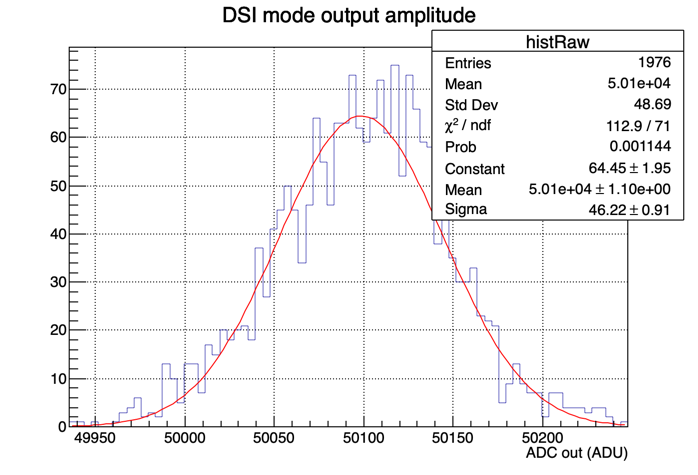 DSI mode output amplitude
histRaw
Entries 1976
Mean 5.01e+04
Std Dev 48.69
χ² / ndf 112.9 / 71
Prob 0.001144
Constant 64.45 ± 1.95
Mean 5.01e+04 ± 1.10e+00
Sigma 46.22 ± 0.91
70
60
50
40
30
20
10
0
49950 50000 50050 50100 50150 50200
ADC out (ADU)